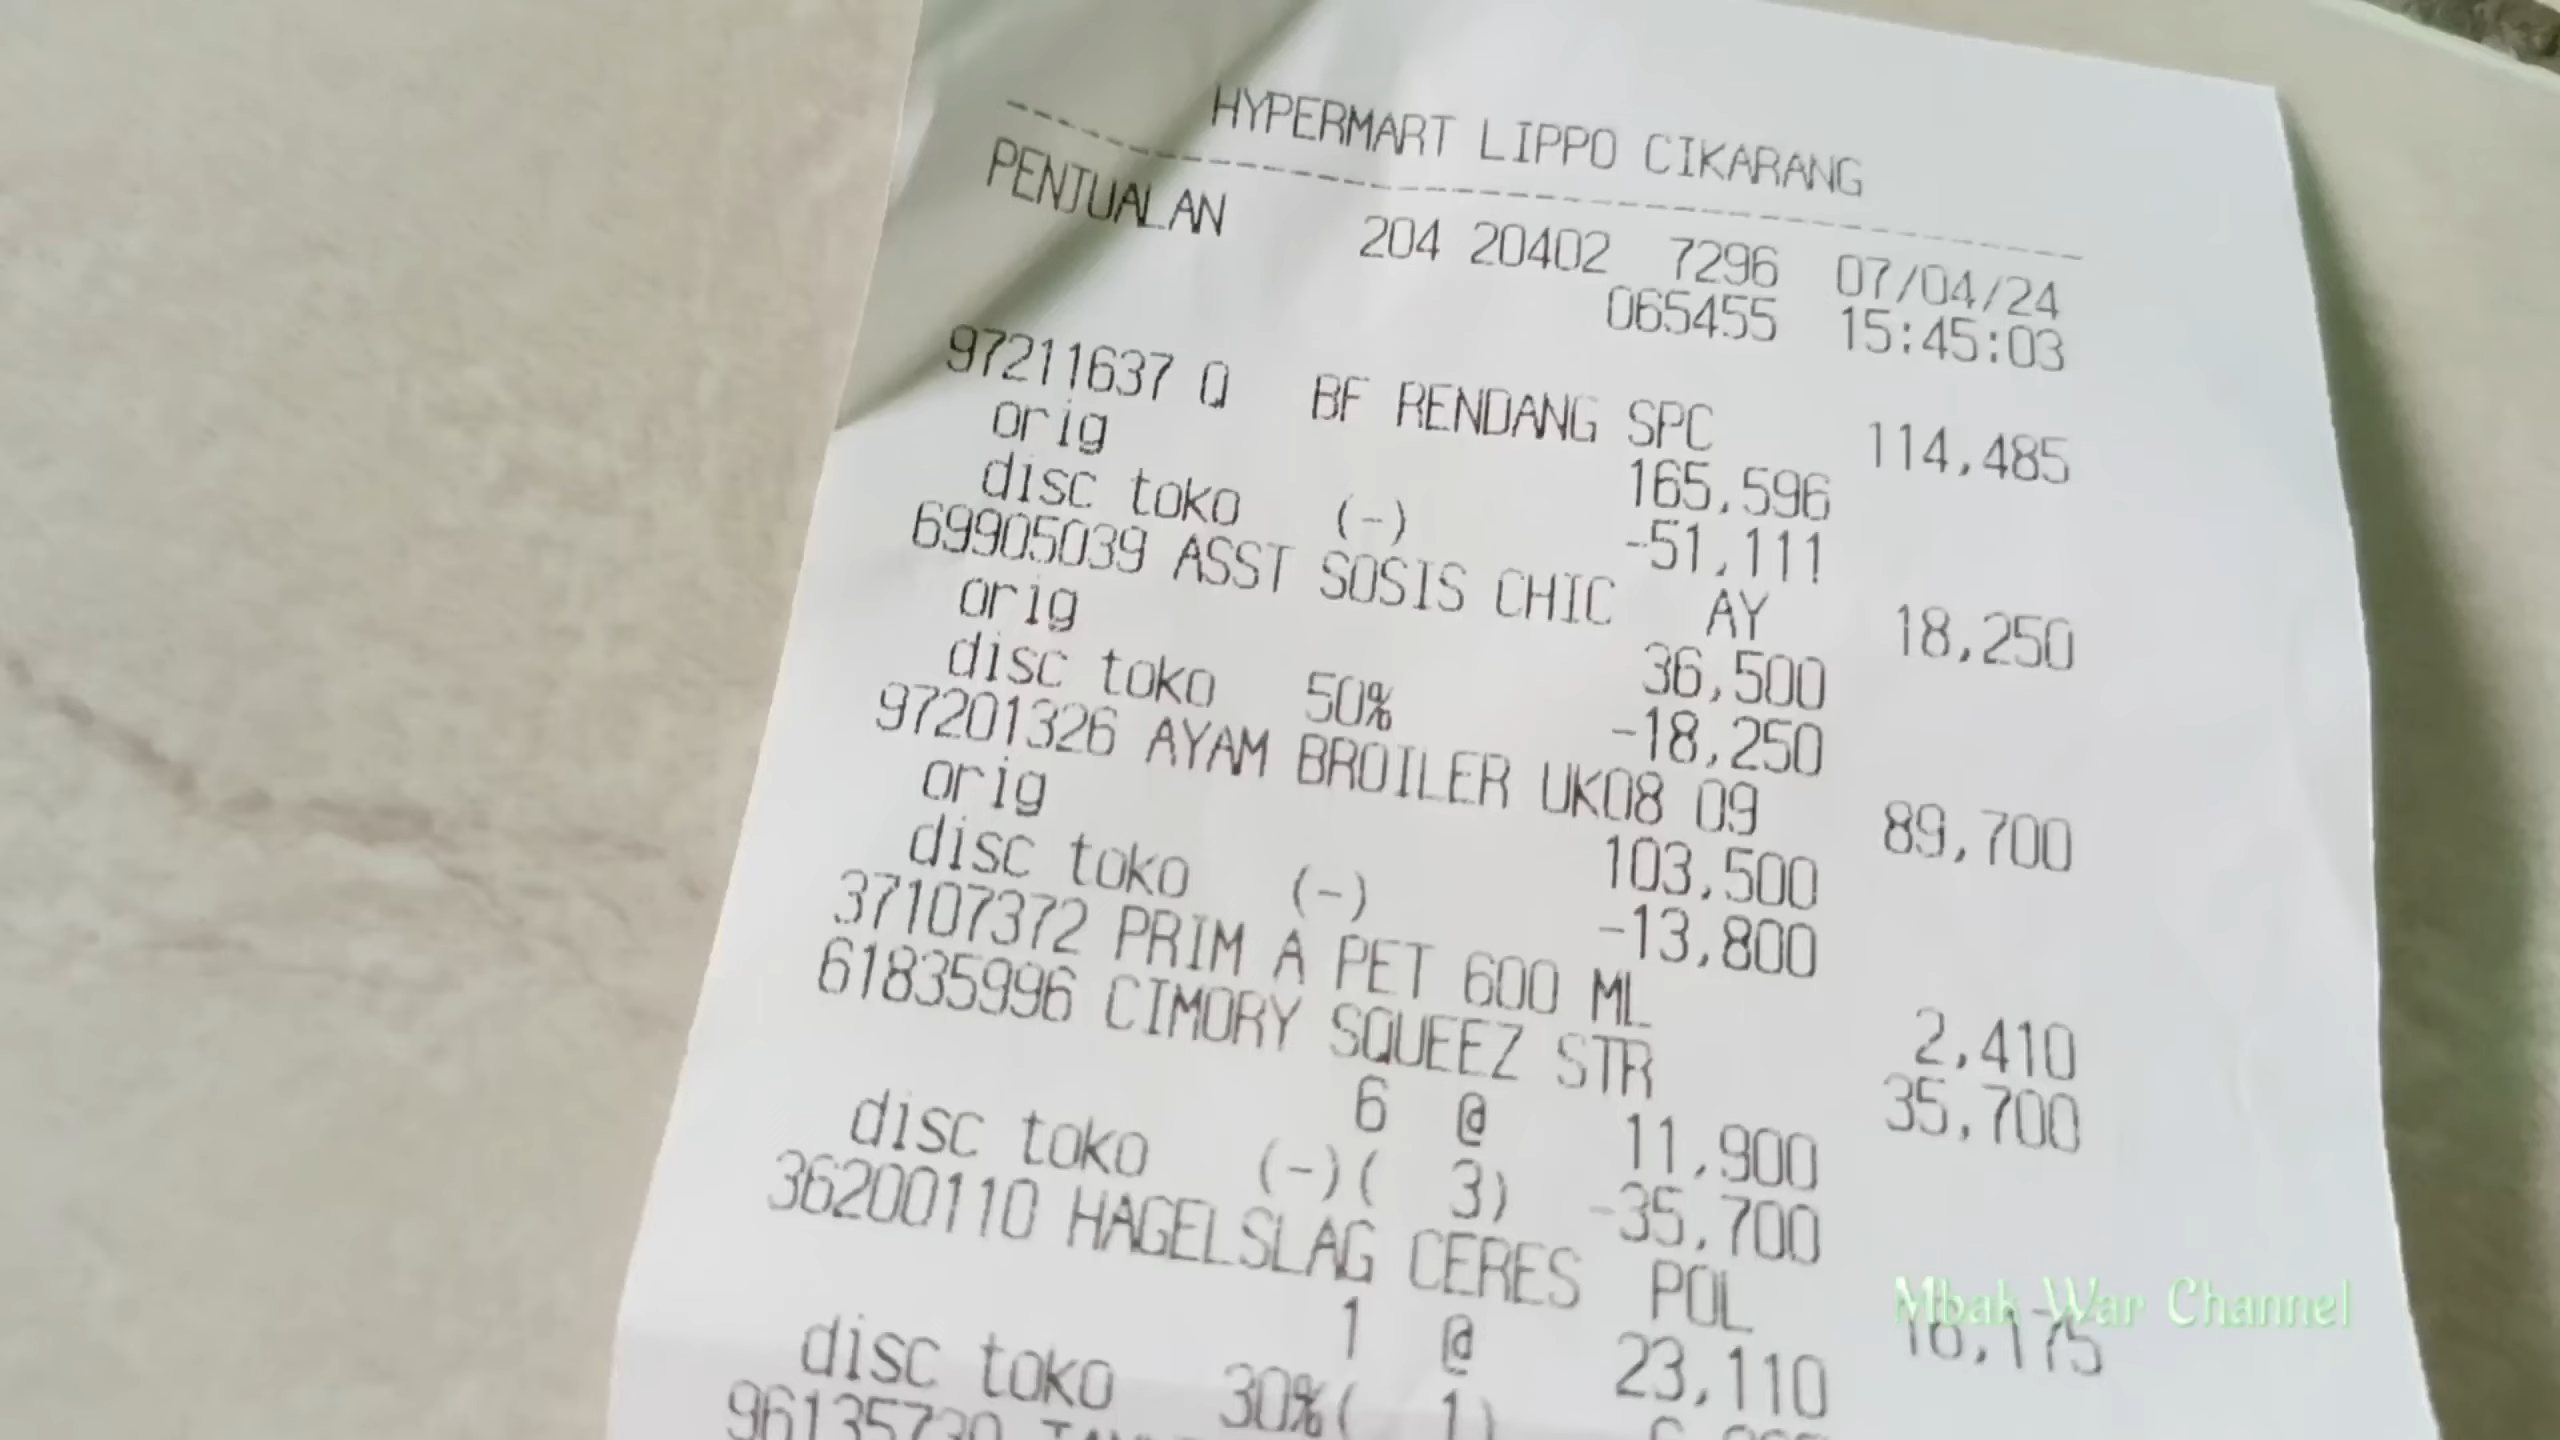 HYPERMART LIPPO CIKARANG
PENJUALAN 204 20402 7296 07/04/24
065455 15:45:03
97211637 Q BF RENDANG SPC 114,485
orig 165,596
disc toko (-) -51,111
69905039 ASST SOSIS CHIC AY 18,250
orig 36,500
disc toko 50% -18,250
97201326 AYAM BROILER UK08 09 89,700
orig 103,500
disc toko (-) -13,800
37107372 PRIM A PET 600 ML 2,410
61835996 CIMORY SQUEEZ STR 35,700
6 @ 11,900
disc toko (-)( 3) -35,700
36200110 HAGELSLAG CERES POL 16,175
1 @ 23,110
disc toko 30%( 1)
96135730
Mbah War Channel